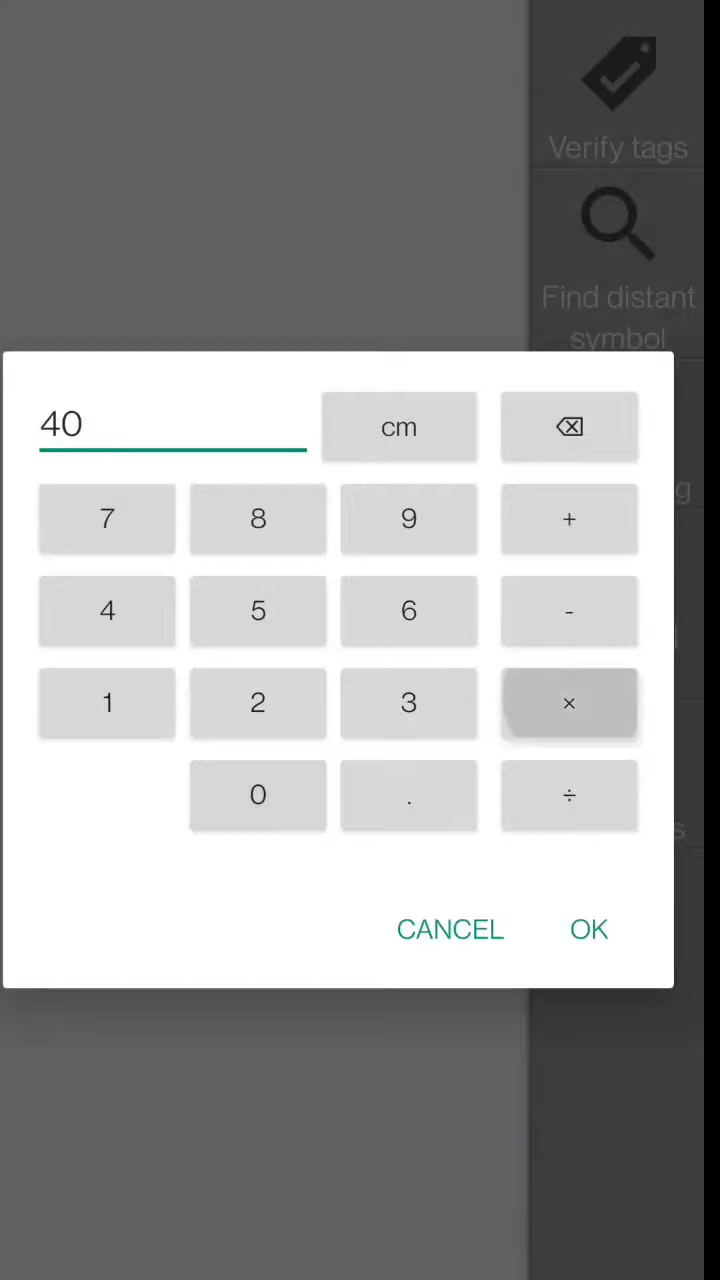 Verify tags
Find distant
symbol
40
cm
7 8 9 +
g
4 5 6 -
1 2 3 ×
0 . ÷
s
CANCEL OK